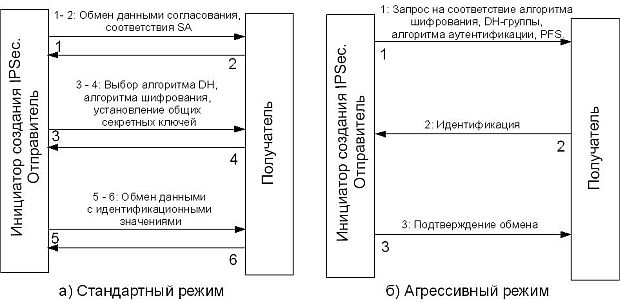 Инициатор создания IPSec.
Отправитель
1- 2: Обмен данными согласования,
соответствия SA
1
2
3 - 4: Выбор алгоритма DH,
алгоритма шифрования,
установление общих
секретных ключей
3
4
5 - 6: Обмен данными
с идентификационными
значениями
5
6
Получатель
а) Стандартный режим
Инициатор создания IPSec.
Отправитель
1: Запрос на соответствие алгоритма
шифрования, DH-группы,
алгоритма аутентификации, PFS.
1
2: Идентификация
2
3: Подтверждение обмена
3
Получатель
б) Агрессивный режим